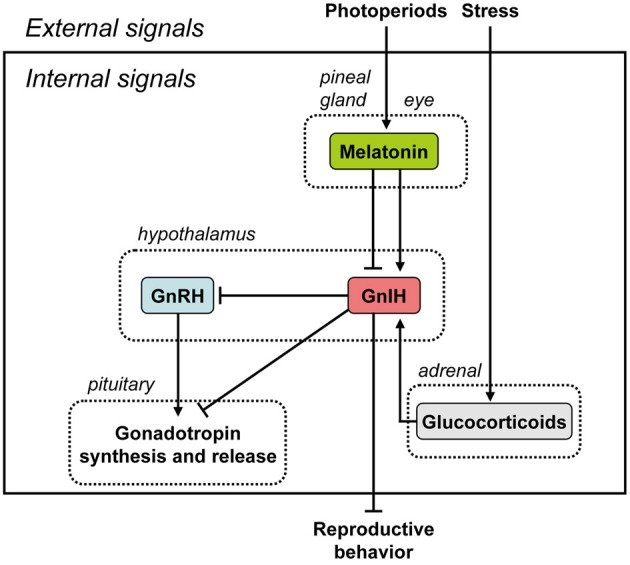 Photoperiods Stress
External signals
Internal signals
pineal
gland eye
Melatonin
hypothalamus
GnRH GnIH
pituitary
adrenal
Gonadotropin
synthesis and release
Glucocorticoids
Reproductive
behavior